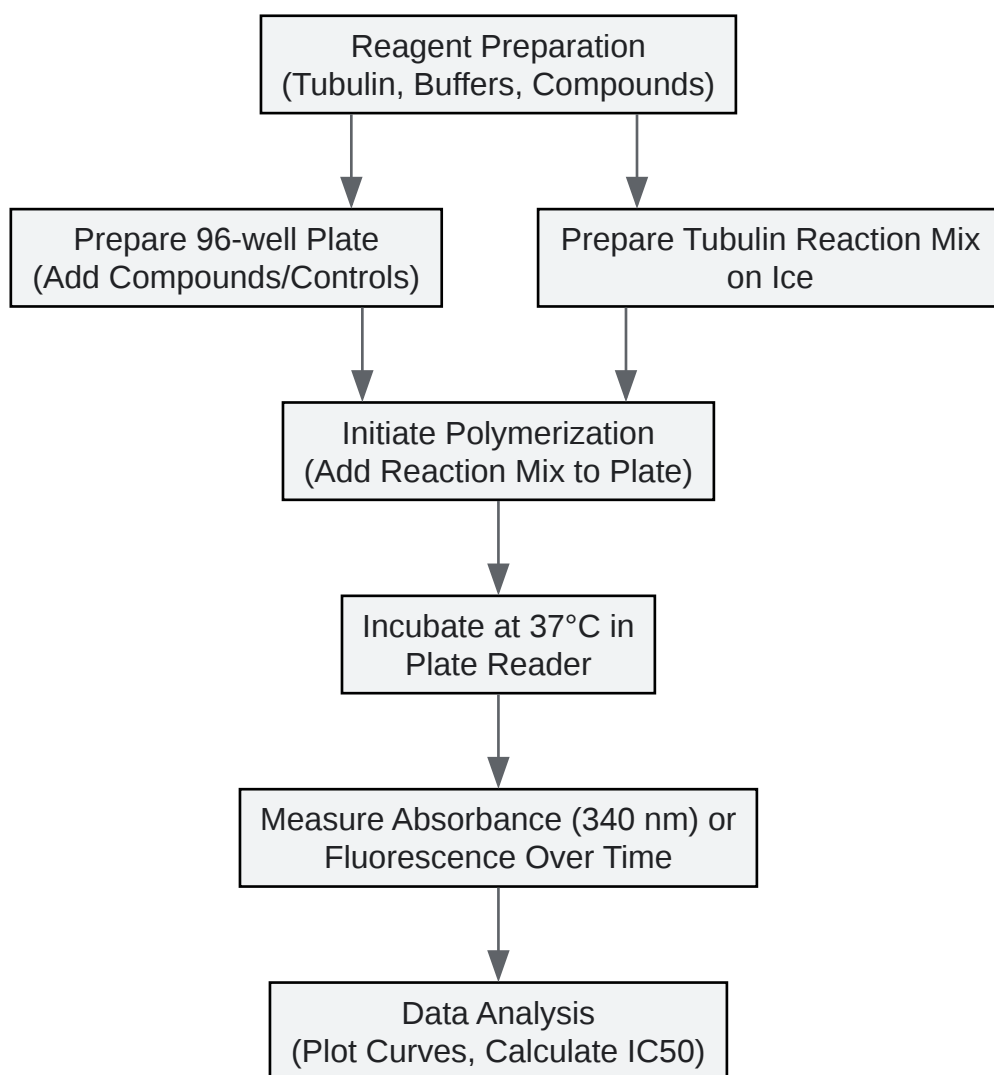 Reagent Preparation
(Tubulin, Buffers, Compounds)
Prepare 96-well Plate
(Add Compounds/Controls)
Prepare Tubulin Reaction Mix
on Ice
Initiate Polymerization
(Add Reaction Mix to Plate)
Incubate at 37°C in
Plate Reader
Measure Absorbance (340 nm) or
Fluorescence Over Time
Data Analysis
(Plot Curves, Calculate IC50)